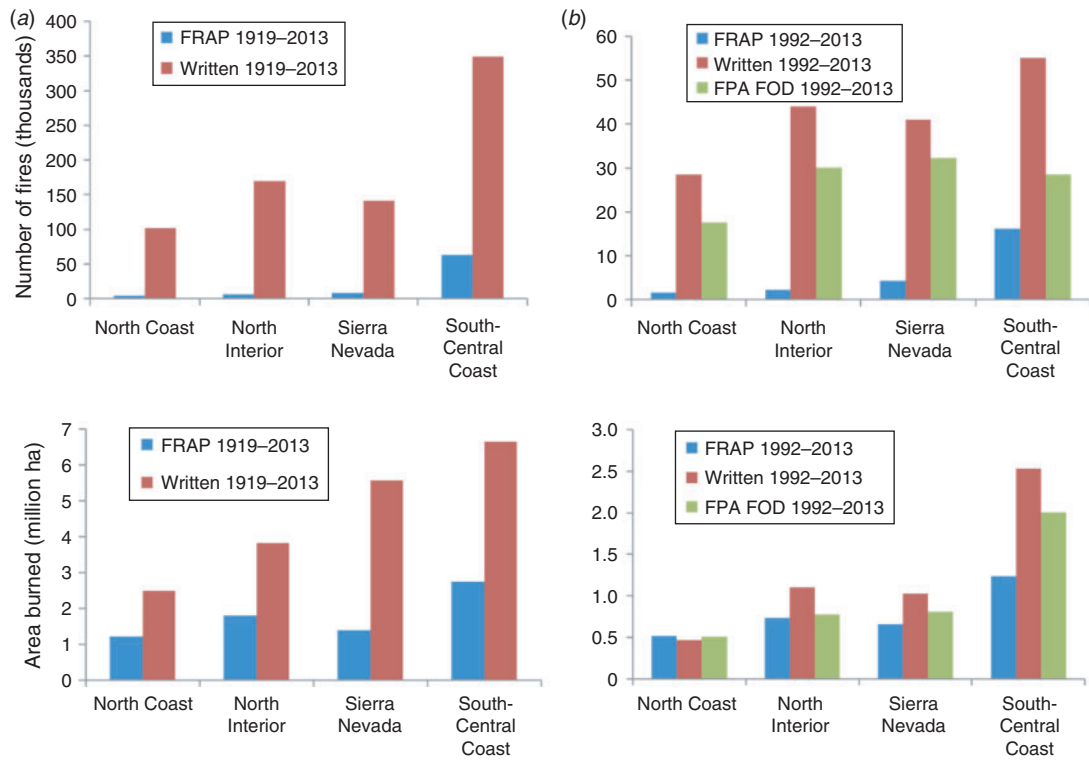 (a)
Number of fires (thousands)
400
350
300
250
200
150
100
50
0
FRAP 1919–2013
Written 1919–2013
North Coast
North
Interior
Sierra
Nevada
South-
Central
Coast
(b)
60
50
40
30
20
10
0
FRAP 1992–2013
Written 1992–2013
FPA FOD 1992–2013
North Coast
North
Interior
Sierra
Nevada
South-
Central
Coast
Area burned (million ha)
7
6
5
4
3
2
1
0
FRAP 1919–2013
Written 1919–2013
North Coast
North
Interior
Sierra
Nevada
South-
Central
Coast
3.0
2.5
2.0
1.5
1.0
0.5
0
FRAP 1992–2013
Written 1992–2013
FPA FOD 1992–2013
North Coast
North
Interior
Sierra
Nevada
South-
Central
Coast